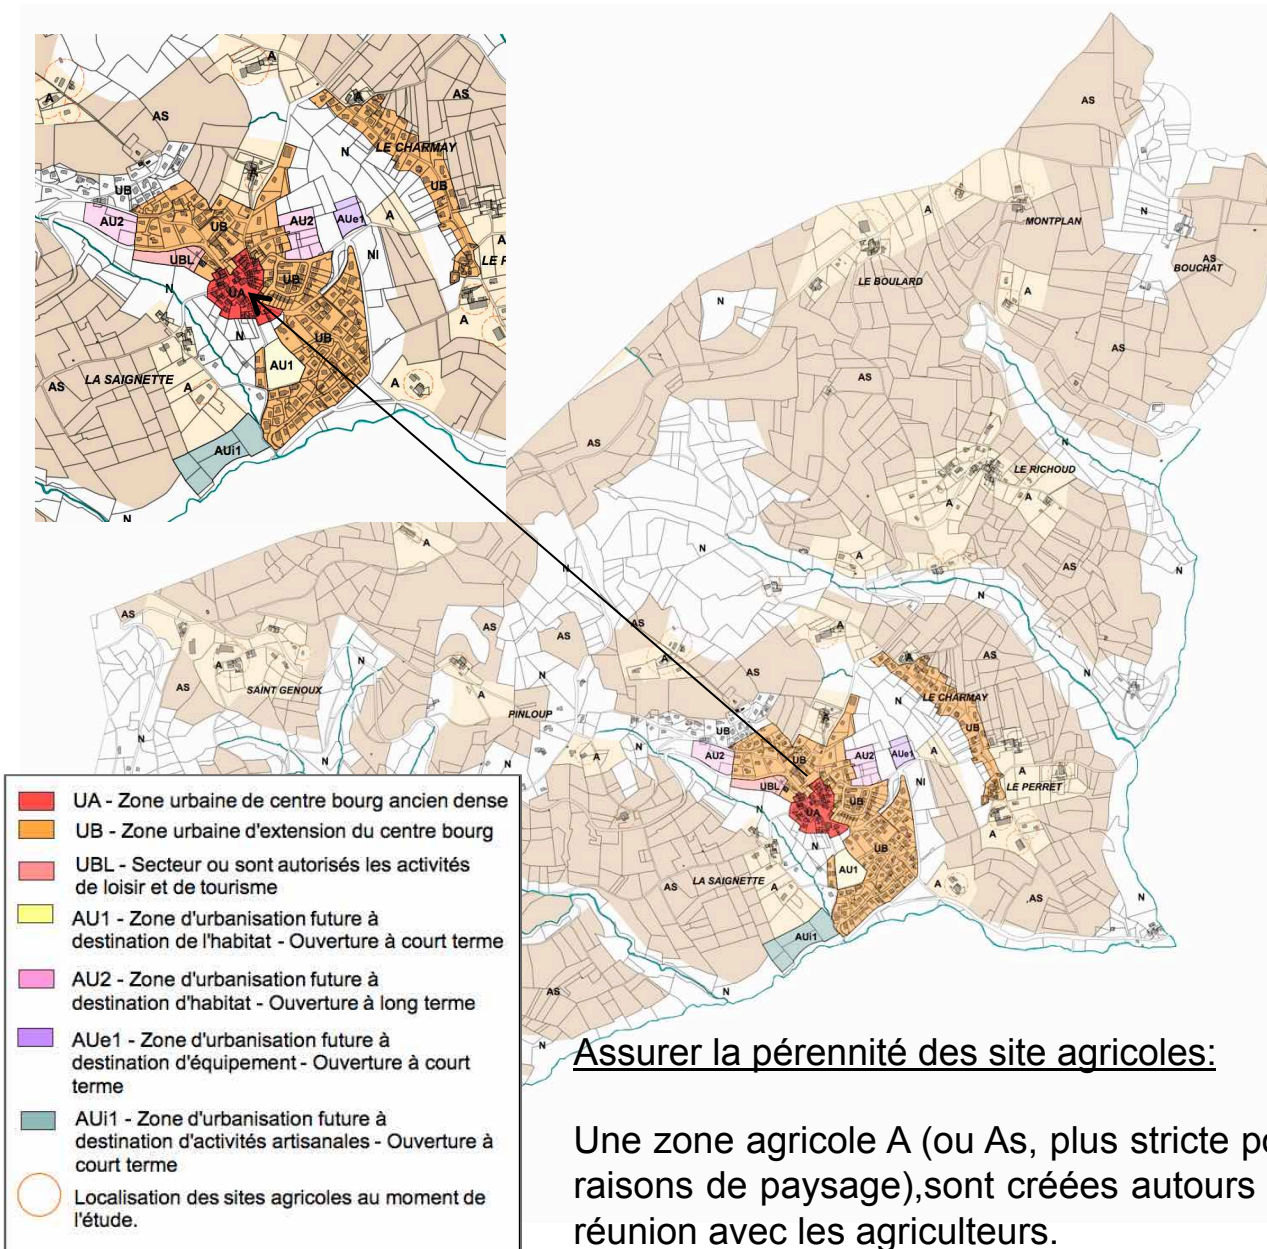 A
A
AS
AS
A
LE CHARMAY
N
UB
UB
A
AU2
UB
AU2
AUe1
A
NI
A
UBL
LE P
N
UA
UB
A
N
UB
AU1
AS
LA SAIGNETTE
A
A
AUi1
N
AS
N
A
MONTPLAN
AS
BOUCHAT
LE BOULARD
A
N
AS
AS
AS
N
LE RICHOUD
A
A
A
N
A
AS
N
N
AS
AS
AS
AS
A
A
AS
A
N
AS
A
AS
SAINT GENOUX
A
N
PINLOUP
N
LE CHARMAY
A
N
UB
N
A
N
AU2
UB
AU2
AUe1
A
UB
NI
A
LE PERRET
UBL
UA
UB
N
N
UB
A
AU1
AS
LA SAIGNETTE
A
A
AS
N
AUi1
AS
N
N
UA - Zone urbaine de centre bourg ancien dense
UB - Zone urbaine d'extension du centre bourg
UBL - Secteur ou sont autorisés les activités
de loisir et de tourisme
AU1 - Zone d'urbanisation future à
destination de l'habitat - Ouverture à court terme
AU2 - Zone d'urbanisation future à
destination d'habitat - Ouverture à long terme
AUe1 - Zone d'urbanisation future à
destination d'équipement - Ouverture à court
terme
AUi1 - Zone d'urbanisation future à
destination d'activités artisanales - Ouverture à
court terme
Localisation des sites agricoles au moment de
l'étude.
Assurer la pérennité des site agricoles:
Une zone agricole A (ou As, plus stricte po
raisons de paysage),sont créées autours
réunion avec les agriculteurs.